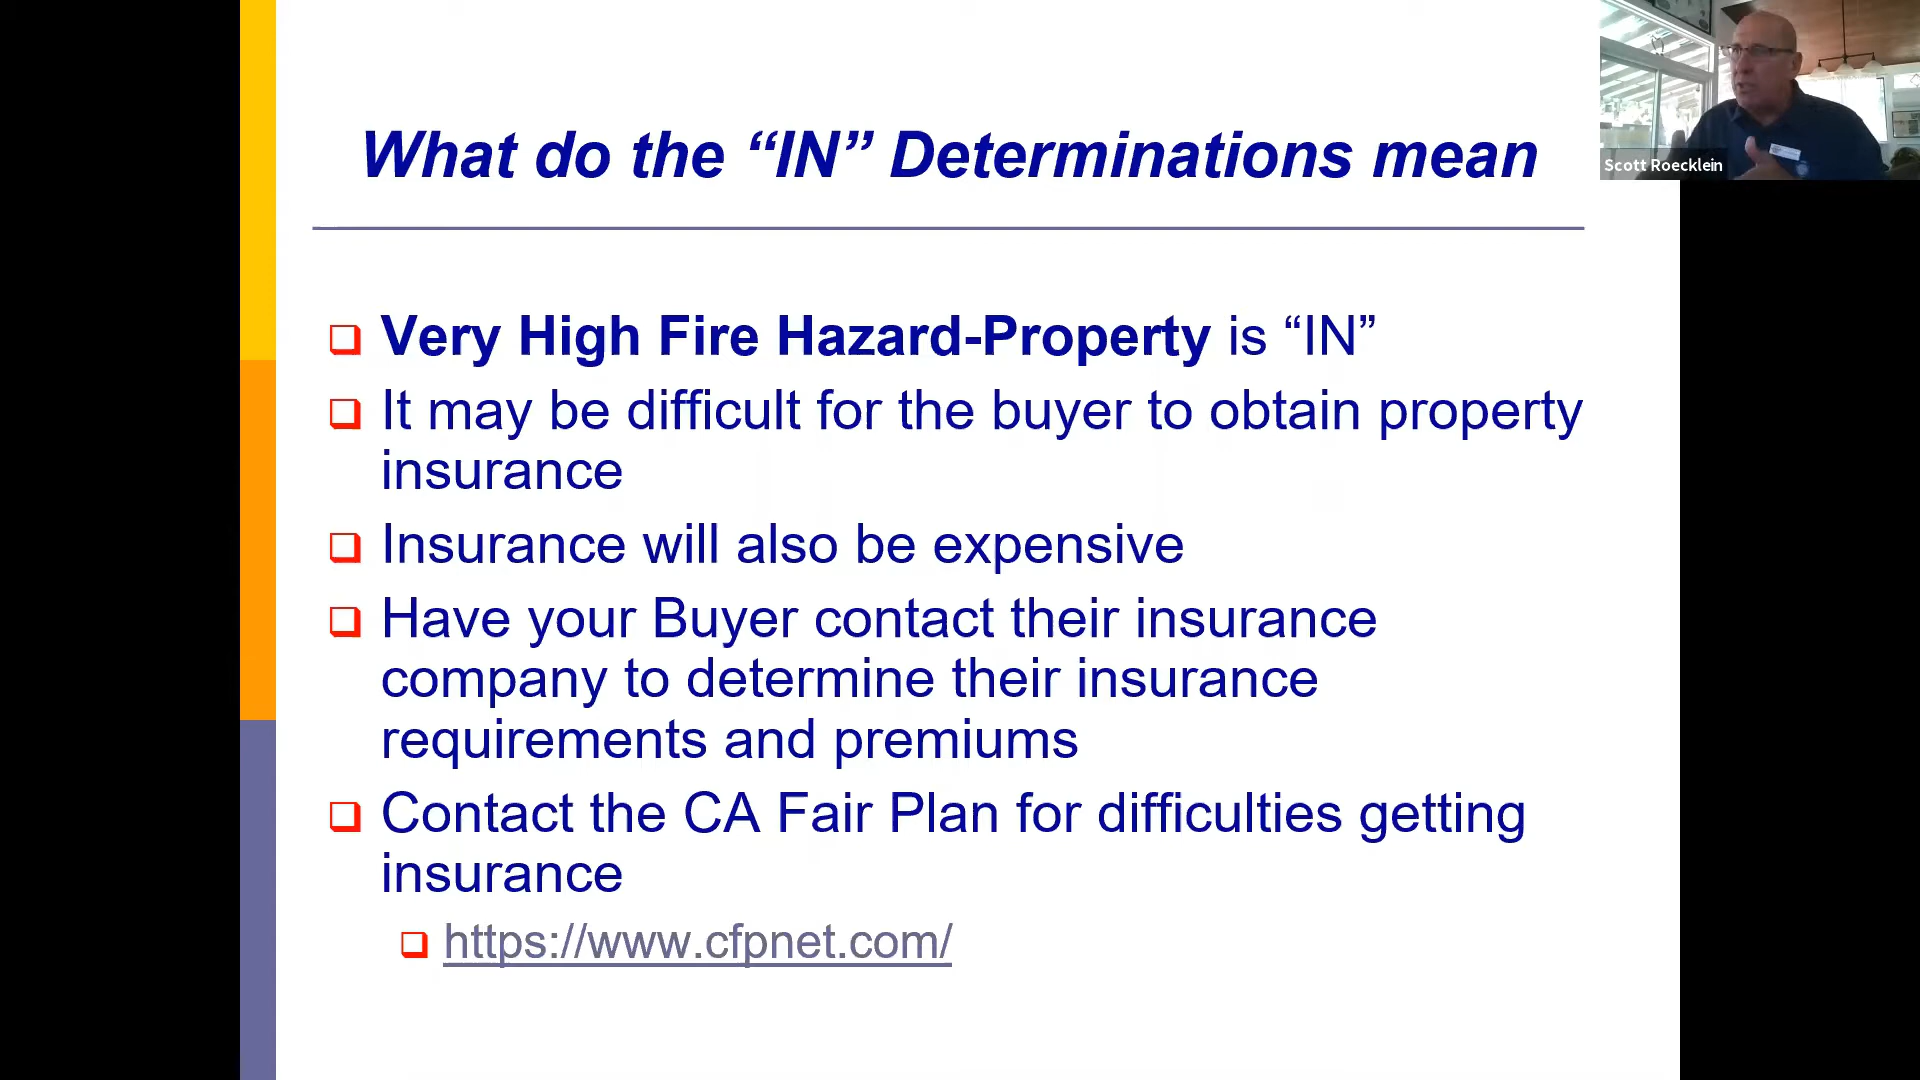 What do the “IN” Determinations mean
Scott Roecklein
Very High Fire Hazard-Property is “IN”
It may be difficult for the buyer to obtain property
insurance
Insurance will also be expensive
Have your Buyer contact their insurance
company to determine their insurance
requirements and premiums
Contact the CA Fair Plan for difficulties getting
insurance
https://www.cfpnet.com/